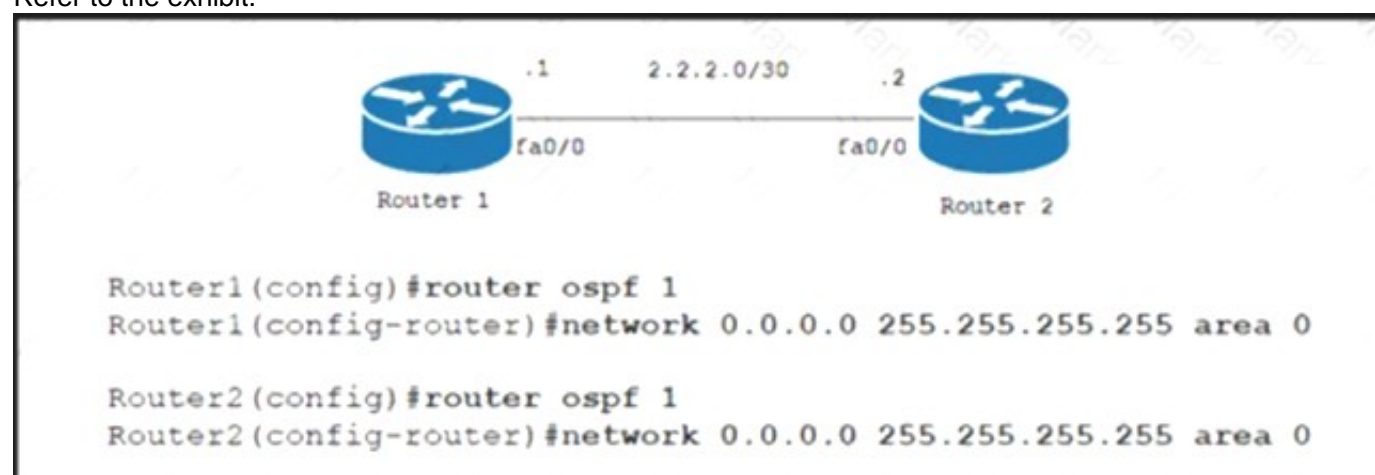 Refer to the exhibit.
.1 2.2.2.0/30 .2
fa0/0 fa0/0
Router 1 Router 2
Router1(config)#router ospf 1
Router1(config-router)#network 0.0.0.0 255.255.255.255 area 0
Router2(config)#router ospf 1
Router2(config-router)#network 0.0.0.0 255.255.255.255 area 0